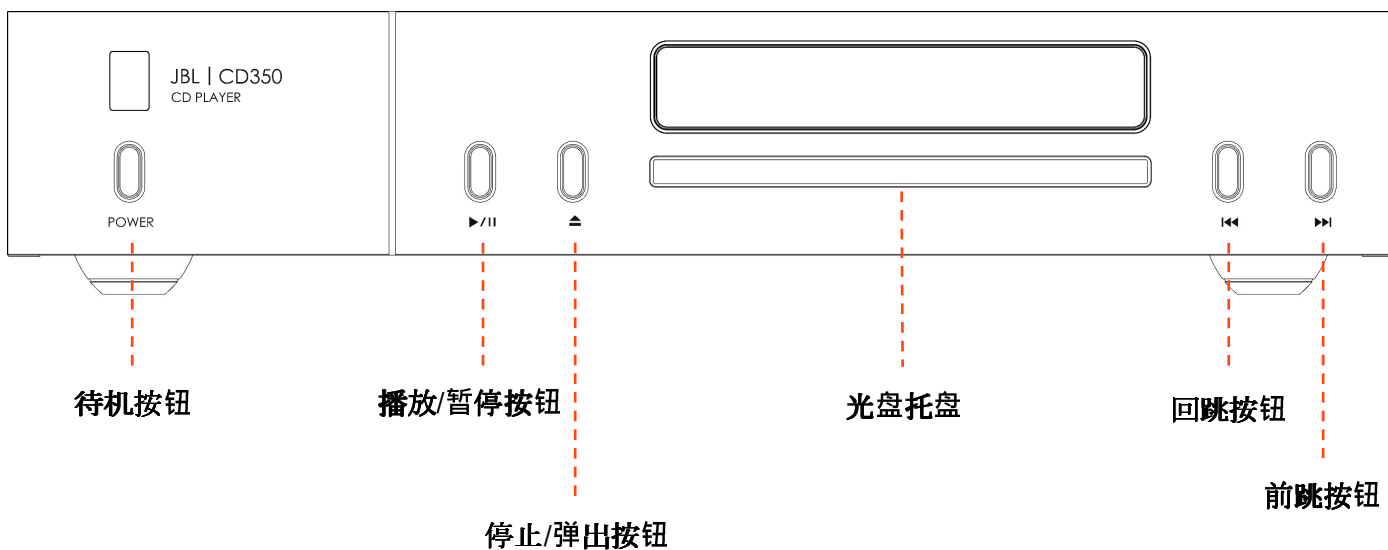 JBL | CD350
CD PLAYER
POWER
▶/II
待机按钮
播放/暂停按钮
光盘托盘
回跳按钮
前跳按钮
停止/弹出按钮